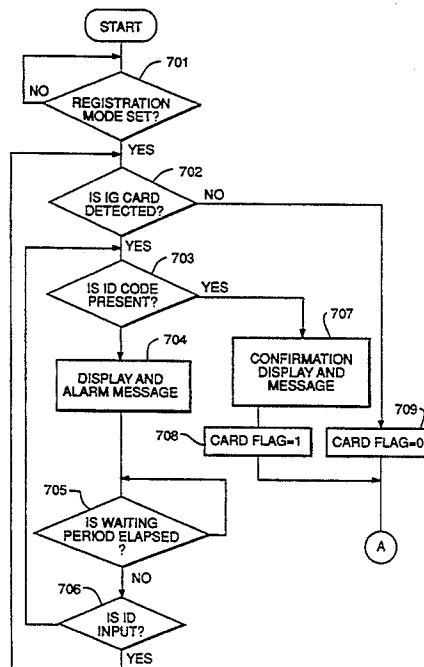 START
701
NO
REGISTRATION
MODE SET?
YES
702
IS IG CARD
DETECTED?
NO
YES
703
IS ID CODE
PRESENT?
YES
704
DISPLAY AND
ALARM MESSAGE
707
CONFIRMATION
DISPLAY AND
MESSAGE
709
708
CARD FLAG=1
CARD FLAG=0
705
IS WAITING
PERIOD ELAPSED
?
A
706
NO
IS ID
INPUT?
YES